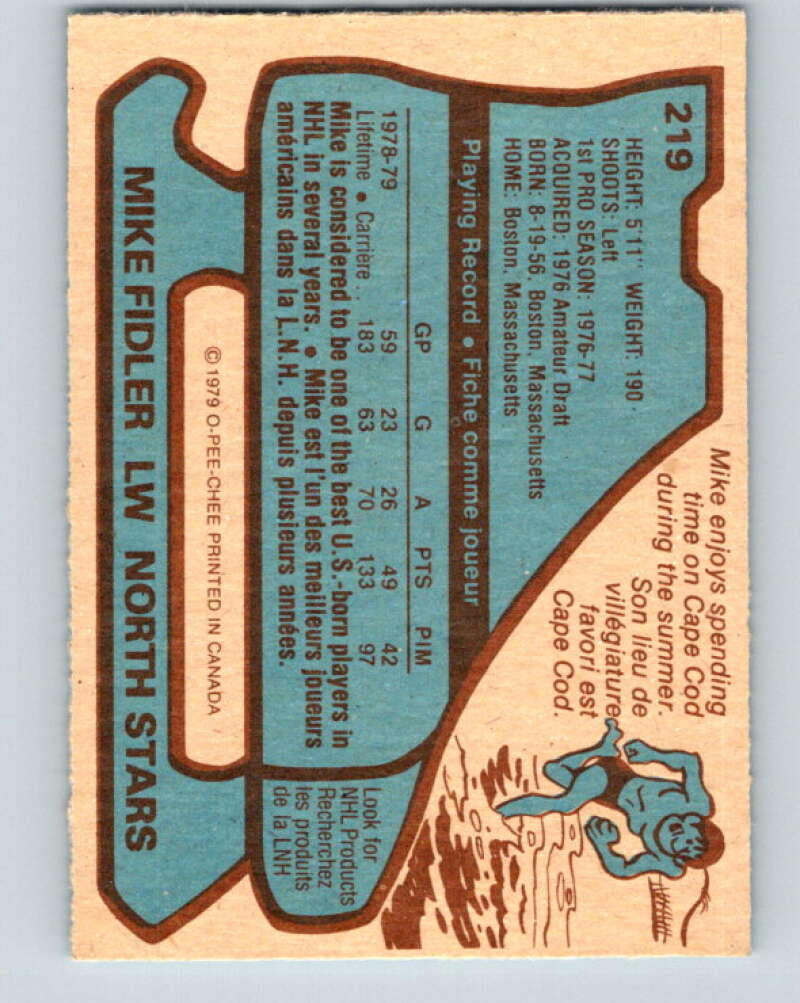 219
HEIGHT: 5'11" WEIGHT: 190
SHOOTS: Left
1st PRO SEASON: 1976-77
ACQUIRED: 1976 Amateur Draft
BORN: 8-19-56, Boston, Massachusetts
HOME: Boston, Massachusetts
Mike enjoys spending
time on Cape Cod
during the summer.
Son lieu de
villégiature
favori est
Cape Cod.
Playing Record • Fiche comme joueur
GP G A PTS PIM
1978-79 59 23 26 49 42
Lifetime • Carrière . . 183 63 70 133 97
Mike is considered to be one of the best U.S.-born players in
NHL in several years. • Mike est l'un des meilleurs joueurs
américains dans la L.N.H. depuis plusieurs années.
Look for
NHL Products
Recherchez
les produits
de la LNH
© 1979 O-PEE-CHEE PRINTED IN CANADA
MIKE FIDLER LW NORTH STARS